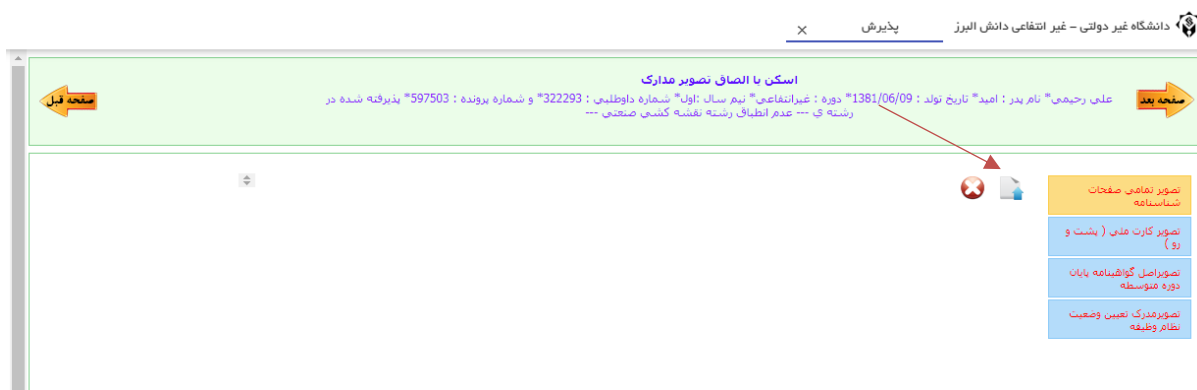 دانشگاه غیر دولتی – غیر انتفاعی دانش البرز
پذیرش ×
اسکن یا الصاق تصویر مدارک
صفحه بعد
علی رحیمی* نام پدر : امید* تاریخ تولد : 1381/06/09* دوره : غیرانتفاعی* نیم سال :اول* شماره داوطلبی : 322293* و شماره پرونده : 597503* پذیرفته شده در
رشته ي --- عدم انطباق رشته نقشه کشی صنعتی ---
صفحه قبل
تصویر تمامی صفحات
شناسنامه
تصویر کارت ملی ( پشت و
رو )
تصویراصل گواهینامه پایان
دوره متوسطه
تصویرمدرک تعیین وضعیت
نظام وظیفه